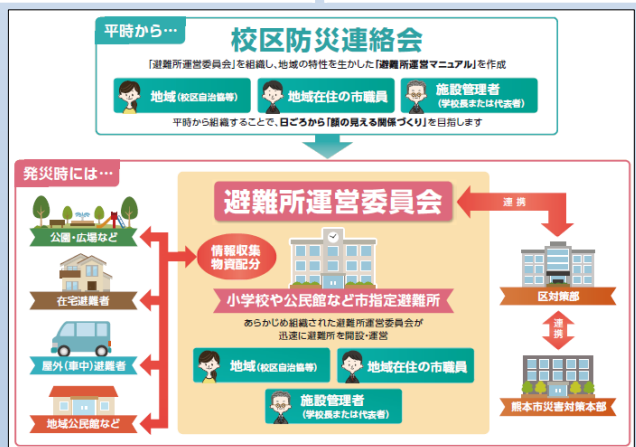 平時から…
校区防災連絡会
「避難所運営委員会」を組織し、地域の特性を生かした「避難所運営マニュアル」を作成
地域(校区自治協等)
地域在住の市職員
施設管理者
(学校長または代表者)
平時から組織することで、日ごろから「顔の見える関係づくり」を目指します
発災時には…
避難所運営委員会
連携
公園・広場など
情報収集
物資配分
在宅避難者
小学校や公民館など市指定避難所
区対策部
あらかじめ組織された避難所運営委員会が
迅速に避難所を開設・運営
連携
屋外(車中)避難者
地域(校区自治協等)
地域在住の市職員
施設管理者
(学校長または代表者)
地域公民館など
熊本市災害対策本部